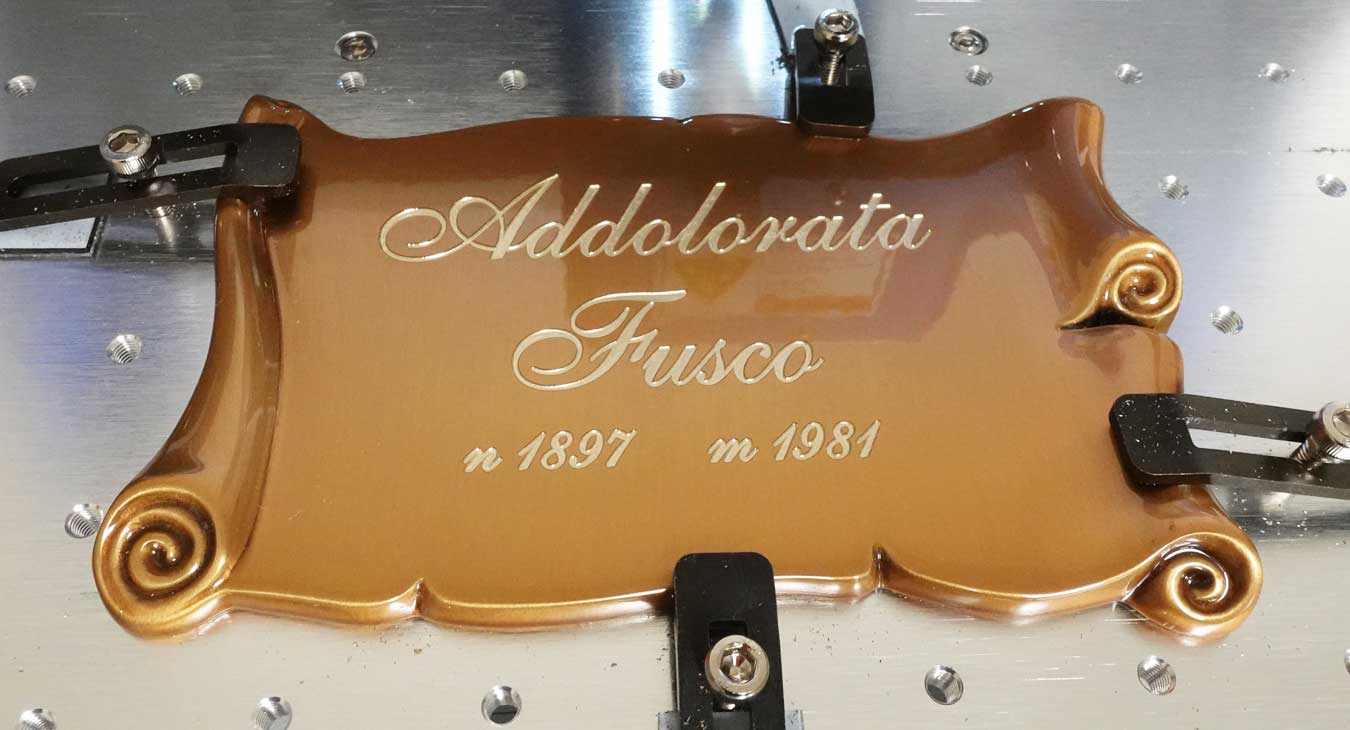 Addolorata
Fusco
n 1897 m 1981